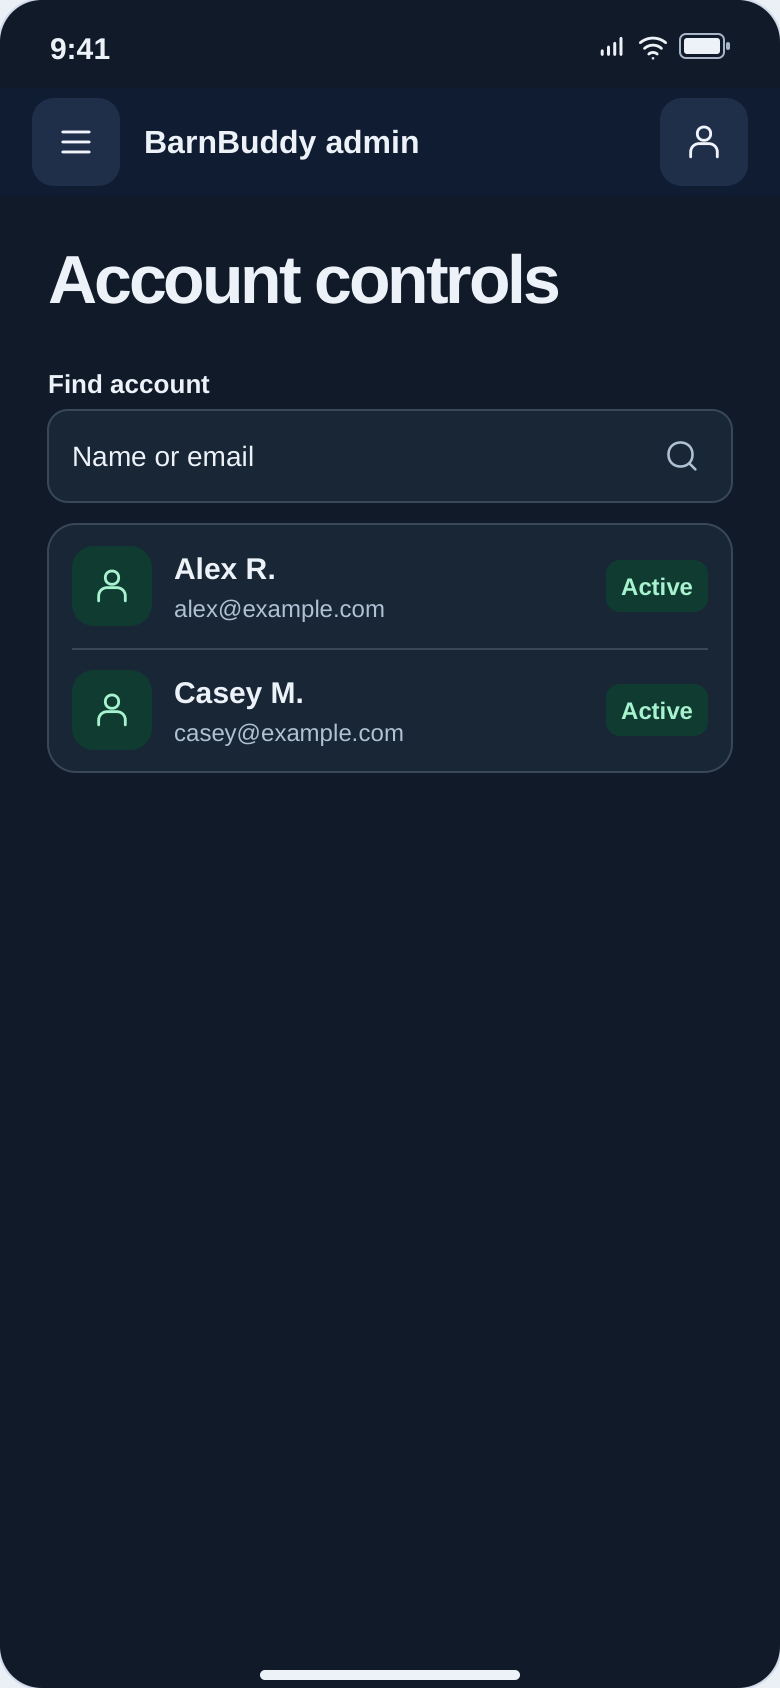 9:41
BarnBuddy admin
Account controls
Find account
Name or email
Alex R.
alex@example.com
Active
Casey M.
casey@example.com
Active